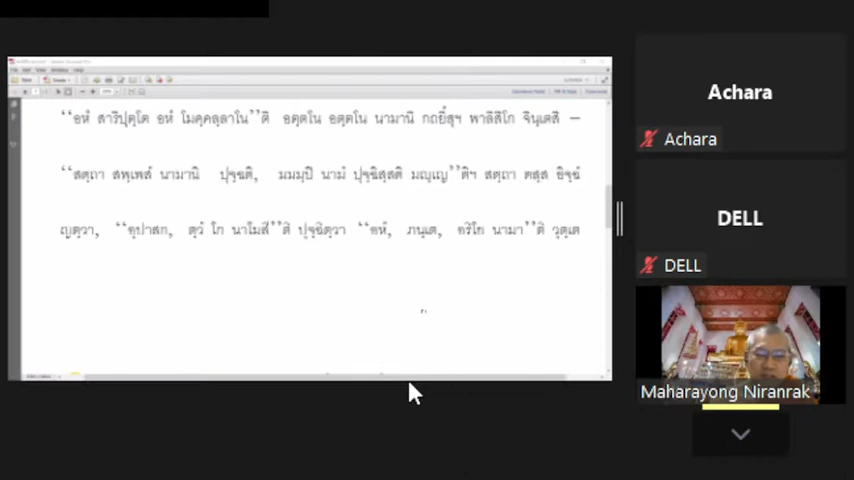 ‘‘อหํ สาริปุตฺโต อหํ โมคฺคลฺลาโน’’ติ อตฺตโน อตฺตโน นามานิ กถยึสุฯ พาลิสิโก จินฺเตสิ –
‘‘สตฺถา สพฺเพสํ นามานิ ปุจฺฉติ, มมมฺปิ นามํ ปุจฺฉิสฺสติ มญฺเญ’’ติฯ สตฺถา ตสฺส อิจฺฉํ
ญตฺวา, ‘‘อุปาสก, ตฺวํ โก นาโมสี’’ติ ปุจฺฉิตฺวา ‘‘อหํ, ภนฺเต, อริโย นามา’’ติ วุตฺเต
Achara
Achara
DELL
DELL
Maharayong Niranrak